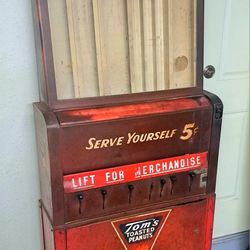 SERVE YOURSELF 5¢
LIFT FOR MERCHANDISE
Tom's
TOASTED
PEANUTS